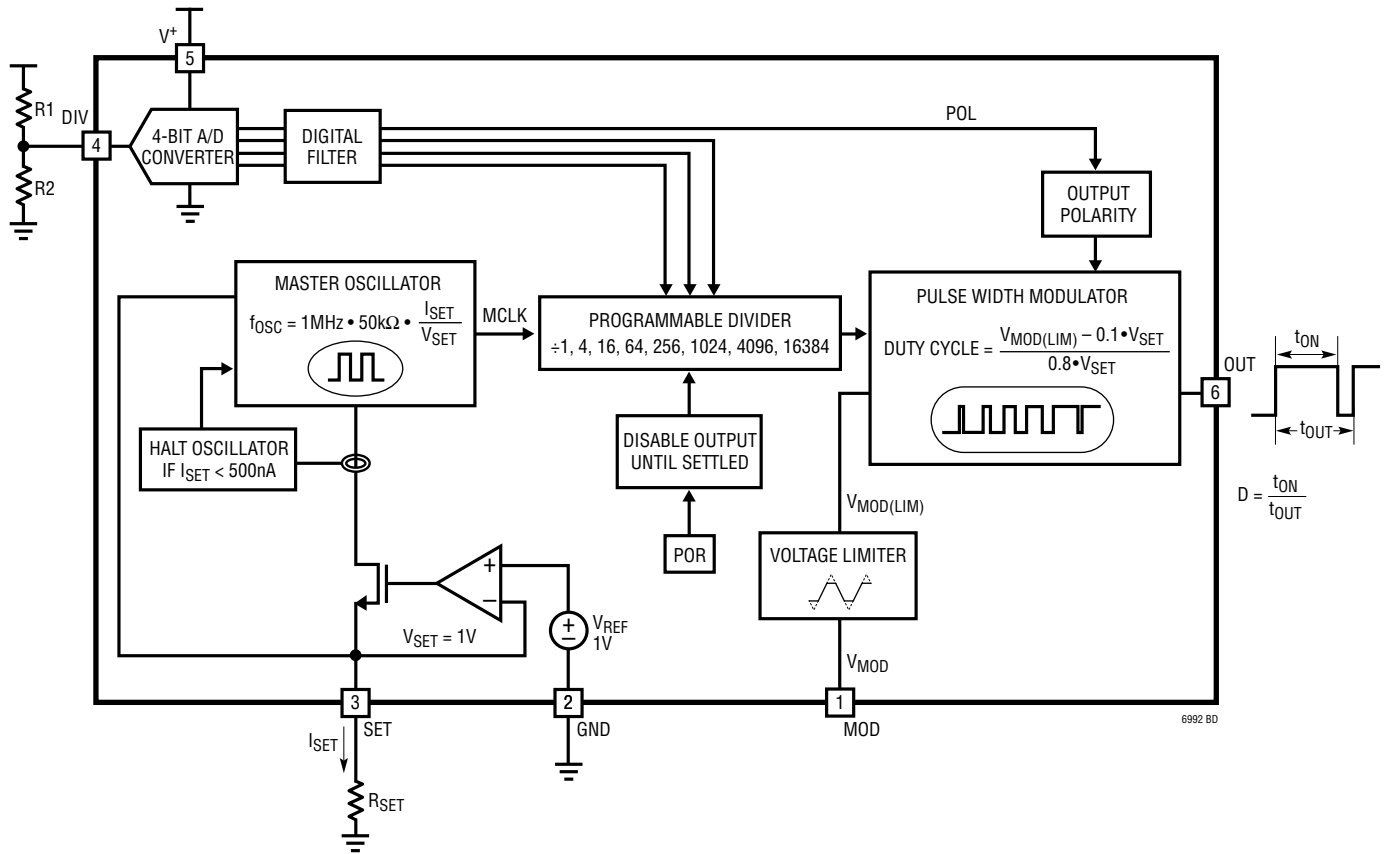 V+
5
R1
DIV
4
R2
4-BIT A/D
CONVERTER
DIGITAL
FILTER
POL
OUTPUT
POLARITY
MASTER OSCILLATOR
fOSC = 1MHz • 50kΩ • ISET
VSET
MCLK
PROGRAMMABLE DIVIDER
÷1, 4, 16, 64, 256, 1024, 4096, 16384
PULSE WIDTH MODULATOR
DUTY CYCLE = VMOD(LIM) – 0.1•VSET
0.8•VSET
OUT
6
tON
tOUT
D = tON
tOUT
HALT OSCILLATOR
IF ISET < 500nA
DISABLE OUTPUT
UNTIL SETTLED
POR
VMOD(LIM)
VOLTAGE LIMITER
VMOD
+
–
VSET = 1V
+
–
VREF
1V
3
SET
2
GND
1
MOD
6992 BD
ISET
RSET